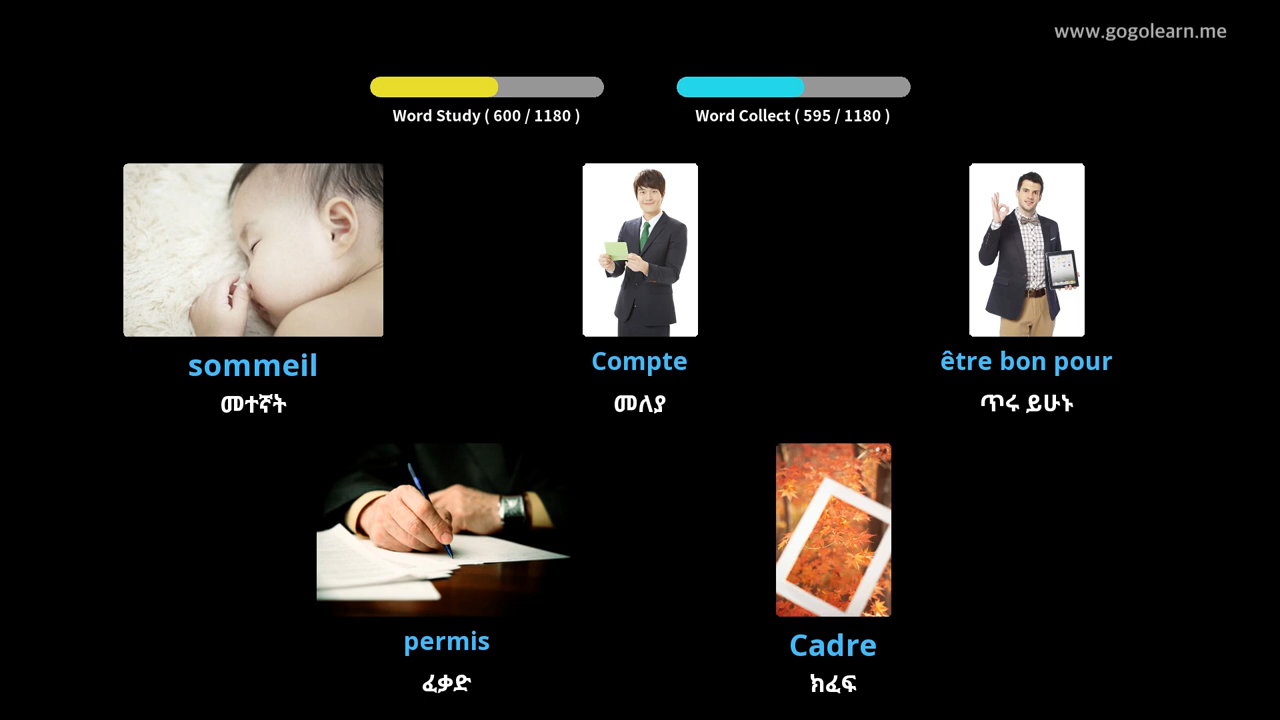 www.gogolearn.me
Word Study ( 600 / 1180 )
Word Collect ( 595 / 1180 )
sommeil
መተኛት
Compte
መለያ
être bon pour
ጥሩ ይሁኑ
permis
ፈቃድ
Cadre
ክፈፍ